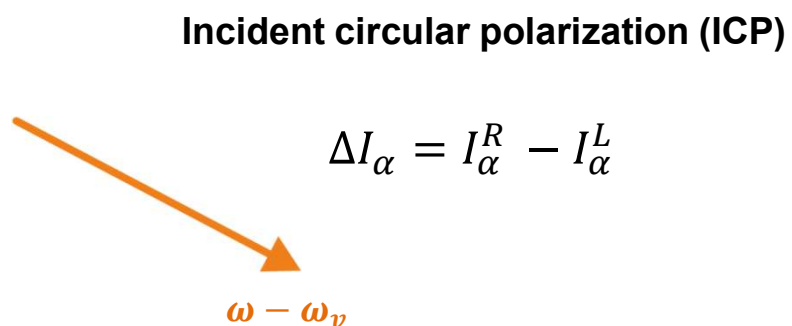 Incident circular polarization (ICP)
ΔI_α = I_α^R − I_α^L
ω − ω_v